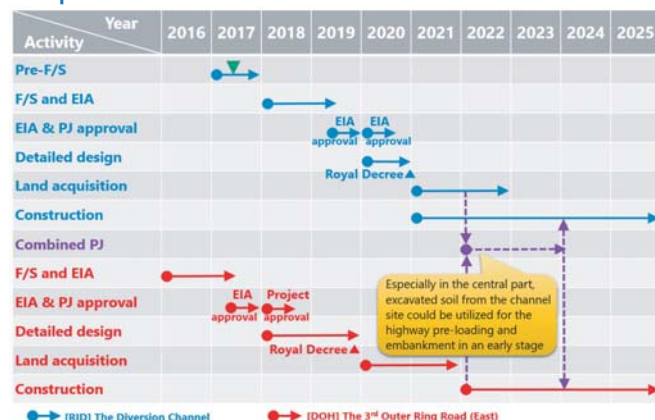 Year
Activity
2016 2017 2018 2019 2020 2021 2022 2023 2024 2025
Pre-F/S
F/S and EIA
EIA & PJ approval
EIA EIA
approval approval
Detailed design
Royal Decree
Land acquisition
Construction
Combined PJ
F/S and EIA
Especially in the central part,
excavated soil from the channel
site could be utilized for the
highway pre-loading and
embankment in an early stage
EIA & PJ approval
EIA Project
approval approval
Detailed design
Royal Decree
Land acquisition
Construction
[RID] The Diversion Channel [DOH] The 3rd Outer Ring Road (East)